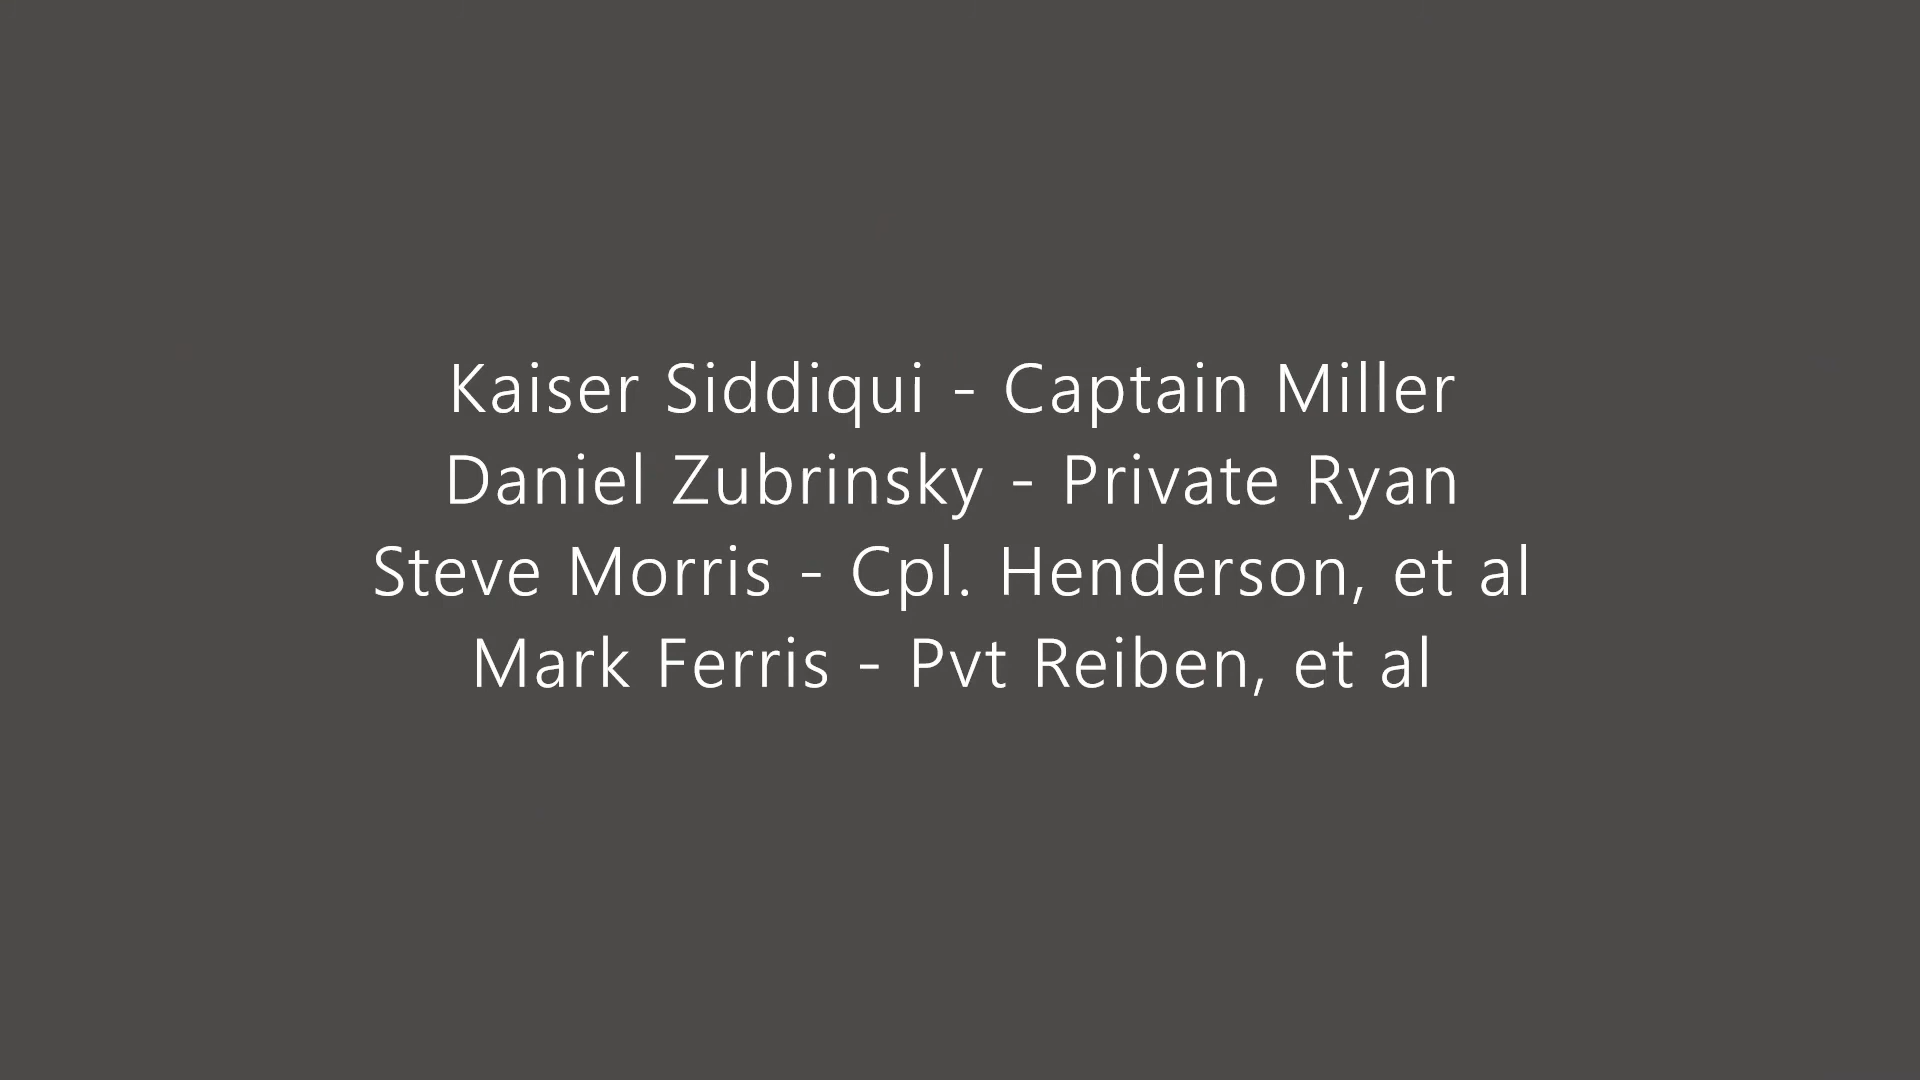 Kaiser Siddiqui - Captain Miller
Daniel Zubrinsky - Private Ryan
Steve Morris - Cpl. Henderson, et al
Mark Ferris - Pvt Reiben, et al